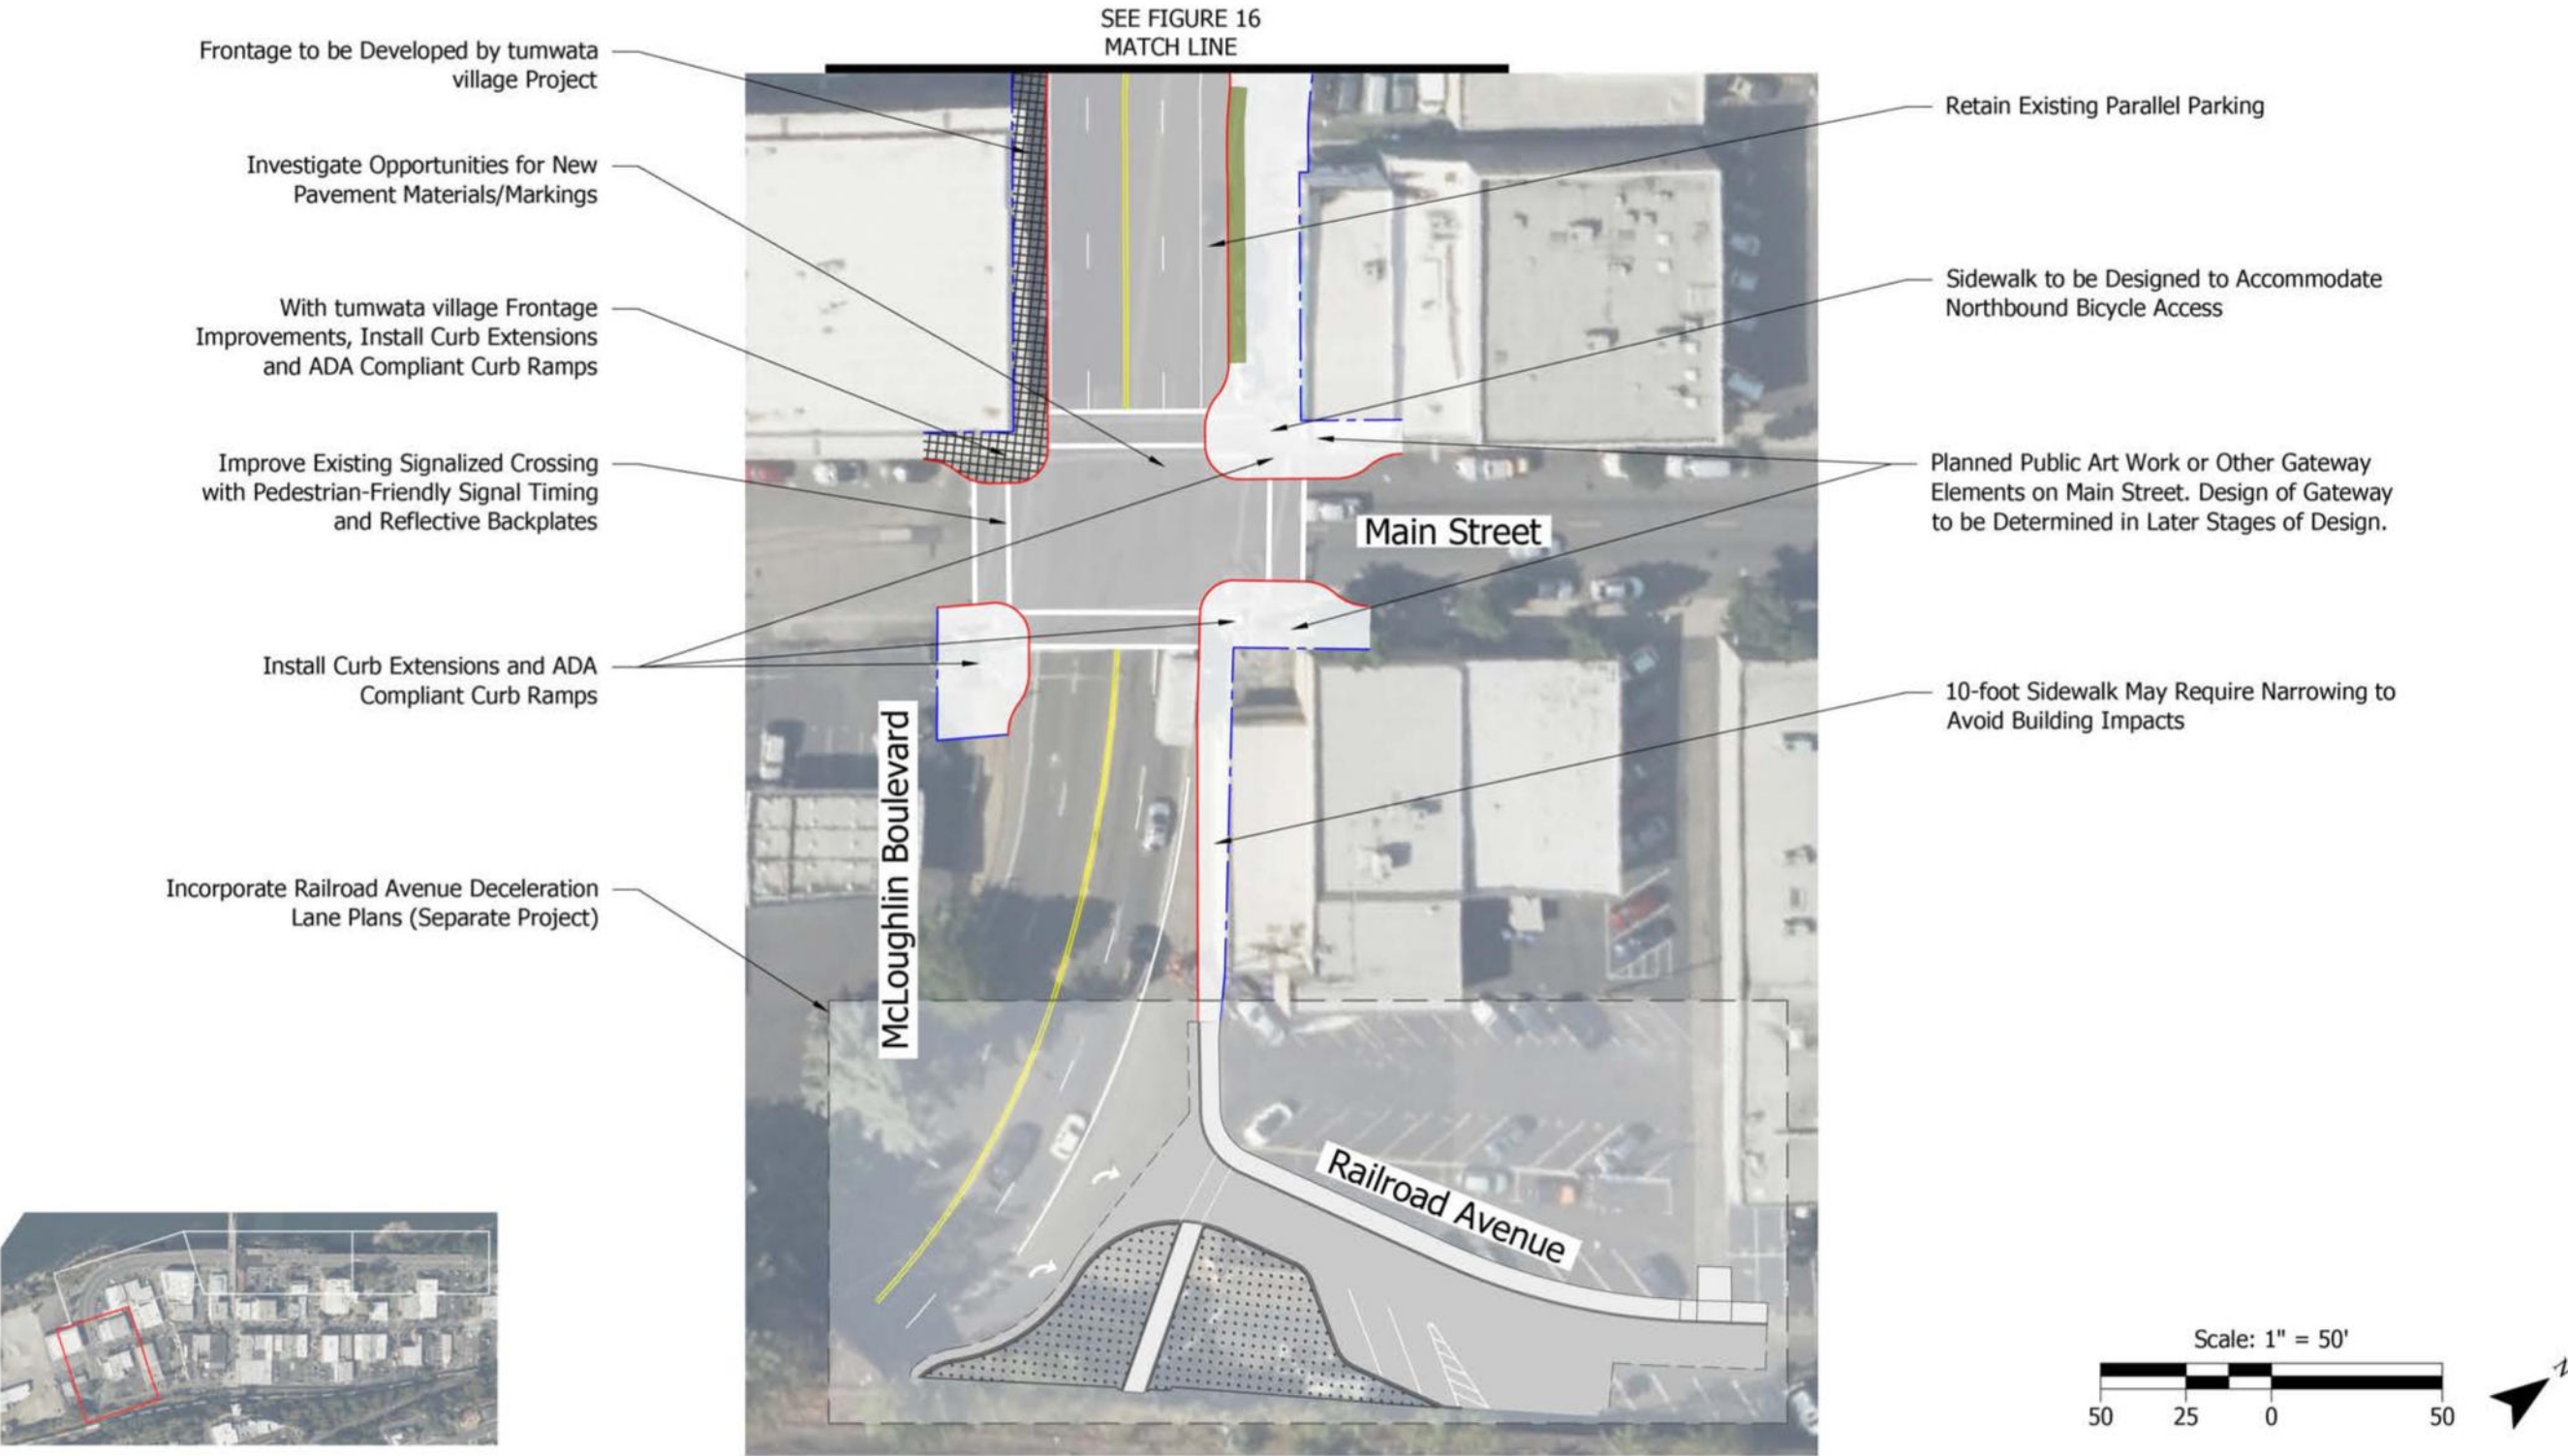 SEE FIGURE 16
MATCH LINE
Frontage to be Developed by tumwata
village Project
Investigate Opportunities for New
Pavement Materials/Markings
With tumwata village Frontage
Improvements, Install Curb Extensions
and ADA Compliant Curb Ramps
Improve Existing Signalized Crossing
with Pedestrian-Friendly Signal Timing
and Reflective Backplates
Install Curb Extensions and ADA
Compliant Curb Ramps
Incorporate Railroad Avenue Deceleration
Lane Plans (Separate Project)
McLoughlin Boulevard
Main Street
Railroad Avenue
Retain Existing Parallel Parking
Sidewalk to be Designed to Accommodate
Northbound Bicycle Access
Planned Public Art Work or Other Gateway
Elements on Main Street. Design of Gateway
to be Determined in Later Stages of Design.
10-foot Sidewalk May Require Narrowing to
Avoid Building Impacts
Scale: 1" = 50'
50 25 0 50
N